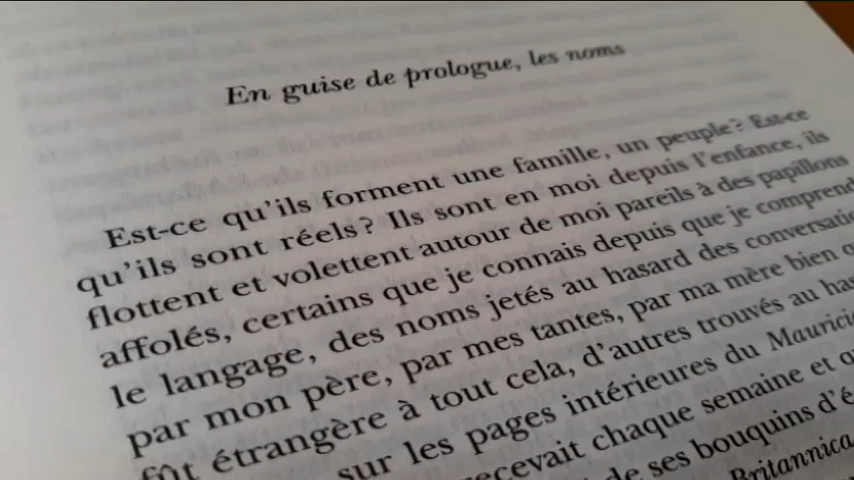 En guise de prologue, les noms
Est-ce qu'ils forment une famille, un peuple? Est-ce
qu'ils sont réels? Ils sont en moi depuis l'enfance, ils
flottent et volettent autour de moi pareils à des papillons
affolés, certains que je connais depuis que je comprend
le langage, des noms jetés au hasard des conversatio
par mon père, par mes tantes, par ma mère bien q
fût étrangère à tout cela, d'autres trouvés au has
sur les pages intérieures du Maurici
recevait chaque semaine et
de ses bouquins d'é
Britannica